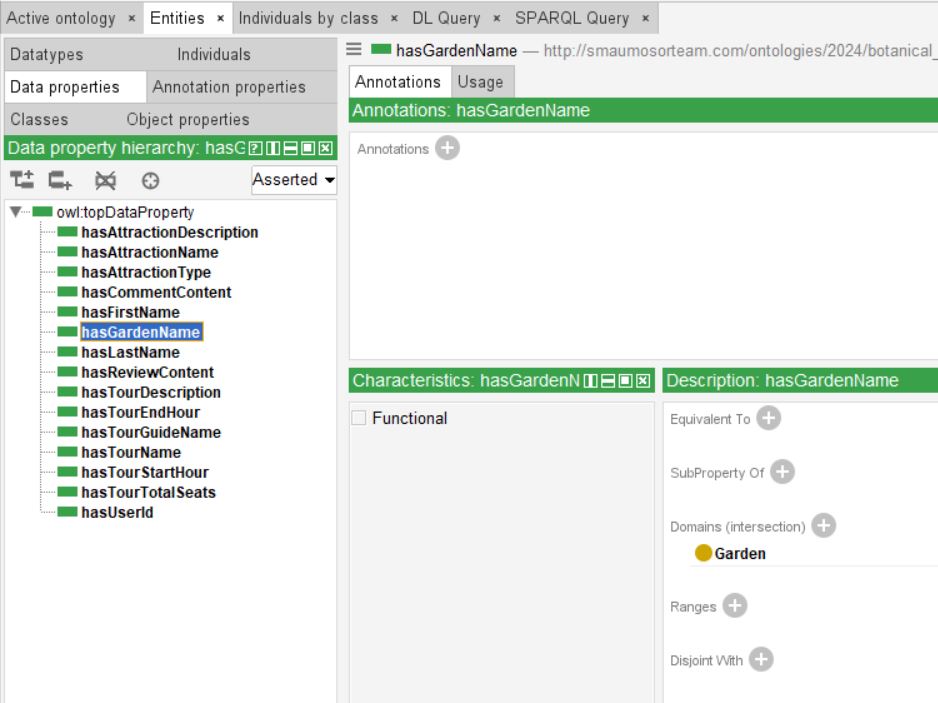 Active ontology × Entities × Individuals by class × DL Query × SPARQL Query ×
Datatypes Individuals
Data properties Annotation properties
Classes Object properties
Data property hierarchy: hasG
Asserted
owl:topDataProperty
hasAttractionDescription
hasAttractionName
hasAttractionType
hasCommentContent
hasFirstName
hasGardenName
hasLastName
hasReviewContent
hasTourDescription
hasTourEndHour
hasTourGuideName
hasTourName
hasTourStartHour
hasTourTotalSeats
hasUserId
hasGardenName — http://smaumosorteam.com/ontologies/2024/botanical_
Annotations Usage
Annotations: hasGardenName
Annotations
Characteristics: hasGardenN
Functional
Description: hasGardenName
Equivalent To
SubProperty Of
Domains (intersection)
Garden
Ranges
Disjoint With